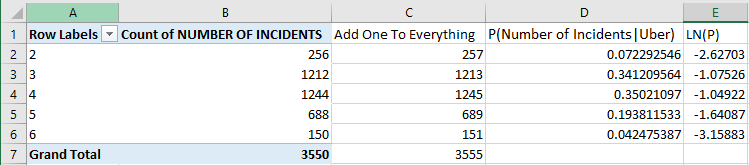 A B C D E
1 Row Labels Count of NUMBER OF INCIDENTS Add One To Everything P(Number of Incidents|Uber) LN(P)
2 2 256 257 0.072292546 -2.62703
3 3 1212 1213 0.341209564 -1.07526
4 4 1244 1245 0.35021097 -1.04922
5 5 688 689 0.193811533 -1.64087
6 6 150 151 0.042475387 -3.15883
7 Grand Total 3550 3555